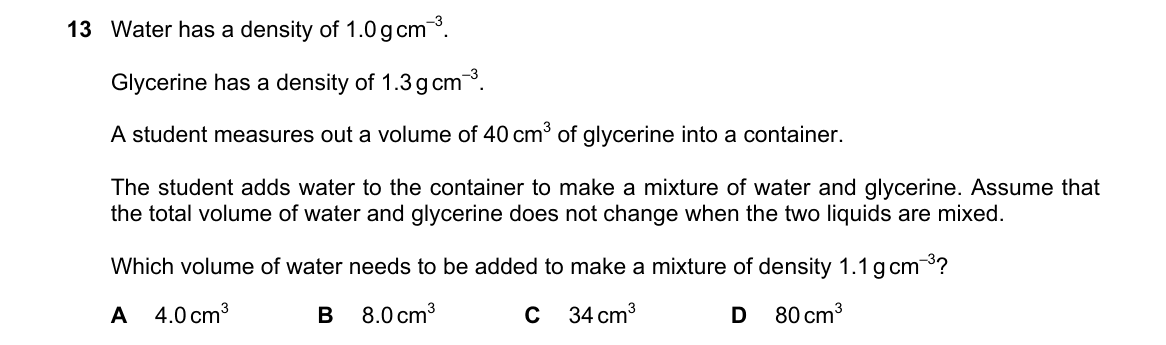 13 Water has a density of 1.0 g cm⁻³.
Glycerine has a density of 1.3 g cm⁻³.
A student measures out a volume of 40 cm³ of glycerine into a container.
The student adds water to the container to make a mixture of water and glycerine. Assume that
the total volume of water and glycerine does not change when the two liquids are mixed.
Which volume of water needs to be added to make a mixture of density 1.1 g cm⁻³?
A 4.0 cm³ B 8.0 cm³ C 34 cm³ D 80 cm³